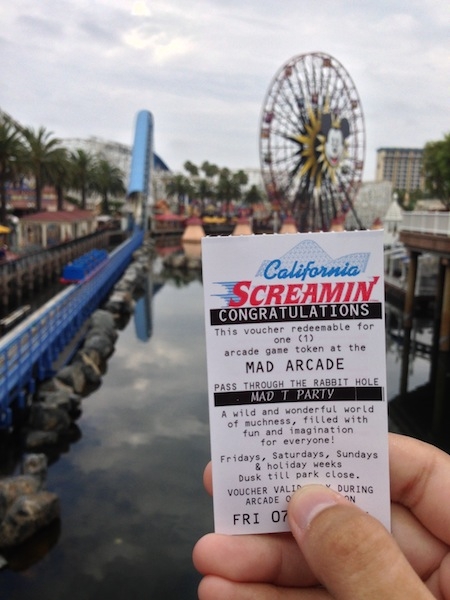 California
SCREAMIN'
CONGRATULATIONS
This voucher redeemable for
one (1)
arcade game token at the
MAD ARCADE
PASS THROUGH THE RABBIT HOLE
MAD T PARTY
A wild and wonderful world
of muchness, filled with
fun and imagination
for everyone!
Fridays, Saturdays, Sundays
& holiday weeks
Dusk till park close.
VOUCHER VALID DURING
ARCADE
FRI 07